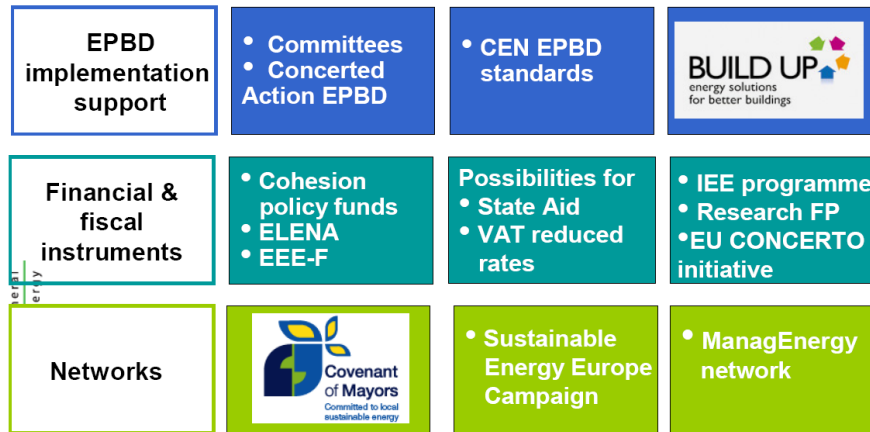 EPBD
implementation
support
• Committees
• Concerted
Action EPBD
• CEN EPBD
standards
BUILD UP
energy solutions
for better buildings
Financial &
fiscal
instruments
• Cohesion
policy funds
• ELENA
• EEE-F
Possibilities for
• State Aid
• VAT reduced
rates
• IEE programme
• Research FP
•EU CONCERTO
initiative
Networks
Covenant
of Mayors
Committed to local
sustainable energy
• Sustainable
Energy Europe
Campaign
• ManagEnergy
network